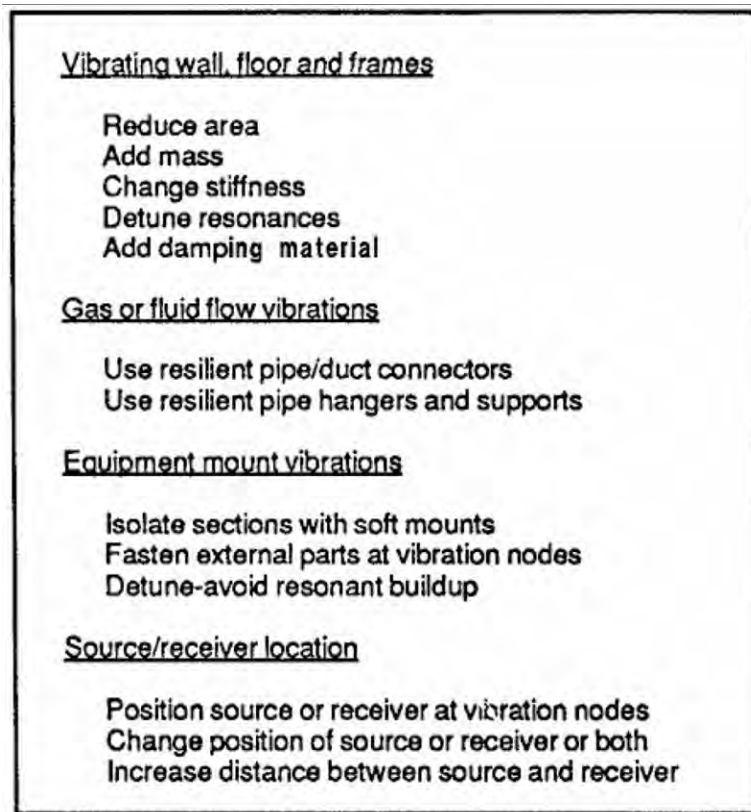 Vibrating wall, floor and frames
Reduce area
Add mass
Change stiffness
Detune resonances
Add damping material
Gas or fluid flow vibrations
Use resilient pipe/duct connectors
Use resilient pipe hangers and supports
Equipment mount vibrations
Isolate sections with soft mounts
Fasten external parts at vibration nodes
Detune-avoid resonant buildup
Source/receiver location
Position source or receiver at vibration nodes
Change position of source or receiver or both
Increase distance between source and receiver